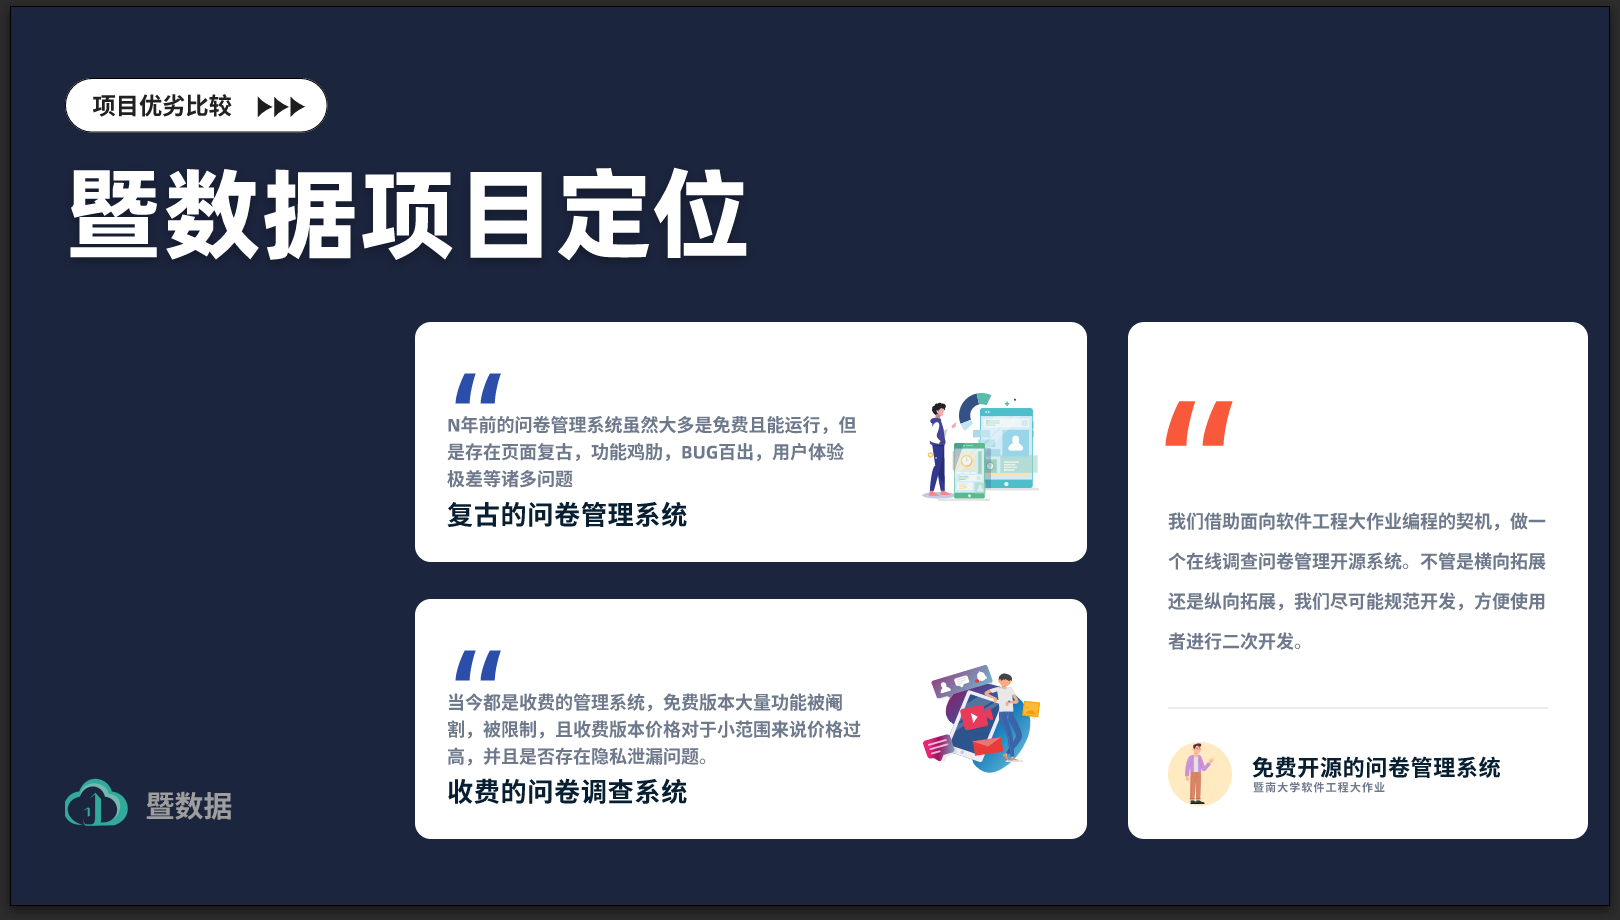 项目优劣比较
暨数据项目定位
N年前的问卷管理系统虽然大多是免费且能运行，但
是存在页面复古，功能鸡肋，BUG百出，用户体验
极差等诸多问题
复古的问卷管理系统
当今都是收费的管理系统，免费版本大量功能被阉
割，被限制，且收费版本价格对于小范围来说价格过
高，并且是否存在隐私泄漏问题。
收费的问卷调查系统
我们借助面向软件工程大作业编程的契机，做一
个在线调查问卷管理开源系统。不管是横向拓展
还是纵向拓展，我们尽可能规范开发，方便使用
者进行二次开发。
免费开源的问卷管理系统
暨南大学软件工程大作业
暨数据